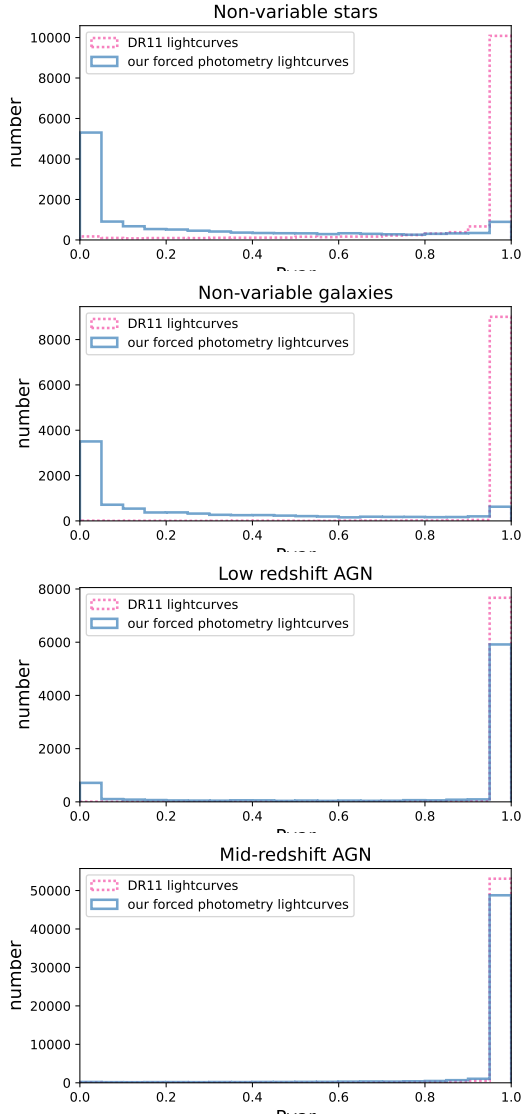 Non-variable stars
DR11 lightcurves
our forced photometry lightcurves
number
10000
8000
6000
4000
2000
0
0.0 0.2 0.4 0.6 0.8 1.0
Non-variable galaxies
DR11 lightcurves
our forced photometry lightcurves
number
8000
6000
4000
2000
0
0.0 0.2 0.4 0.6 0.8 1.0
Low redshift AGN
DR11 lightcurves
our forced photometry lightcurves
number
8000
6000
4000
2000
0
0.0 0.2 0.4 0.6 0.8 1.0
Mid-redshift AGN
DR11 lightcurves
our forced photometry lightcurves
number
50000
40000
30000
20000
10000
0
0.0 0.2 0.4 0.6 0.8 1.0